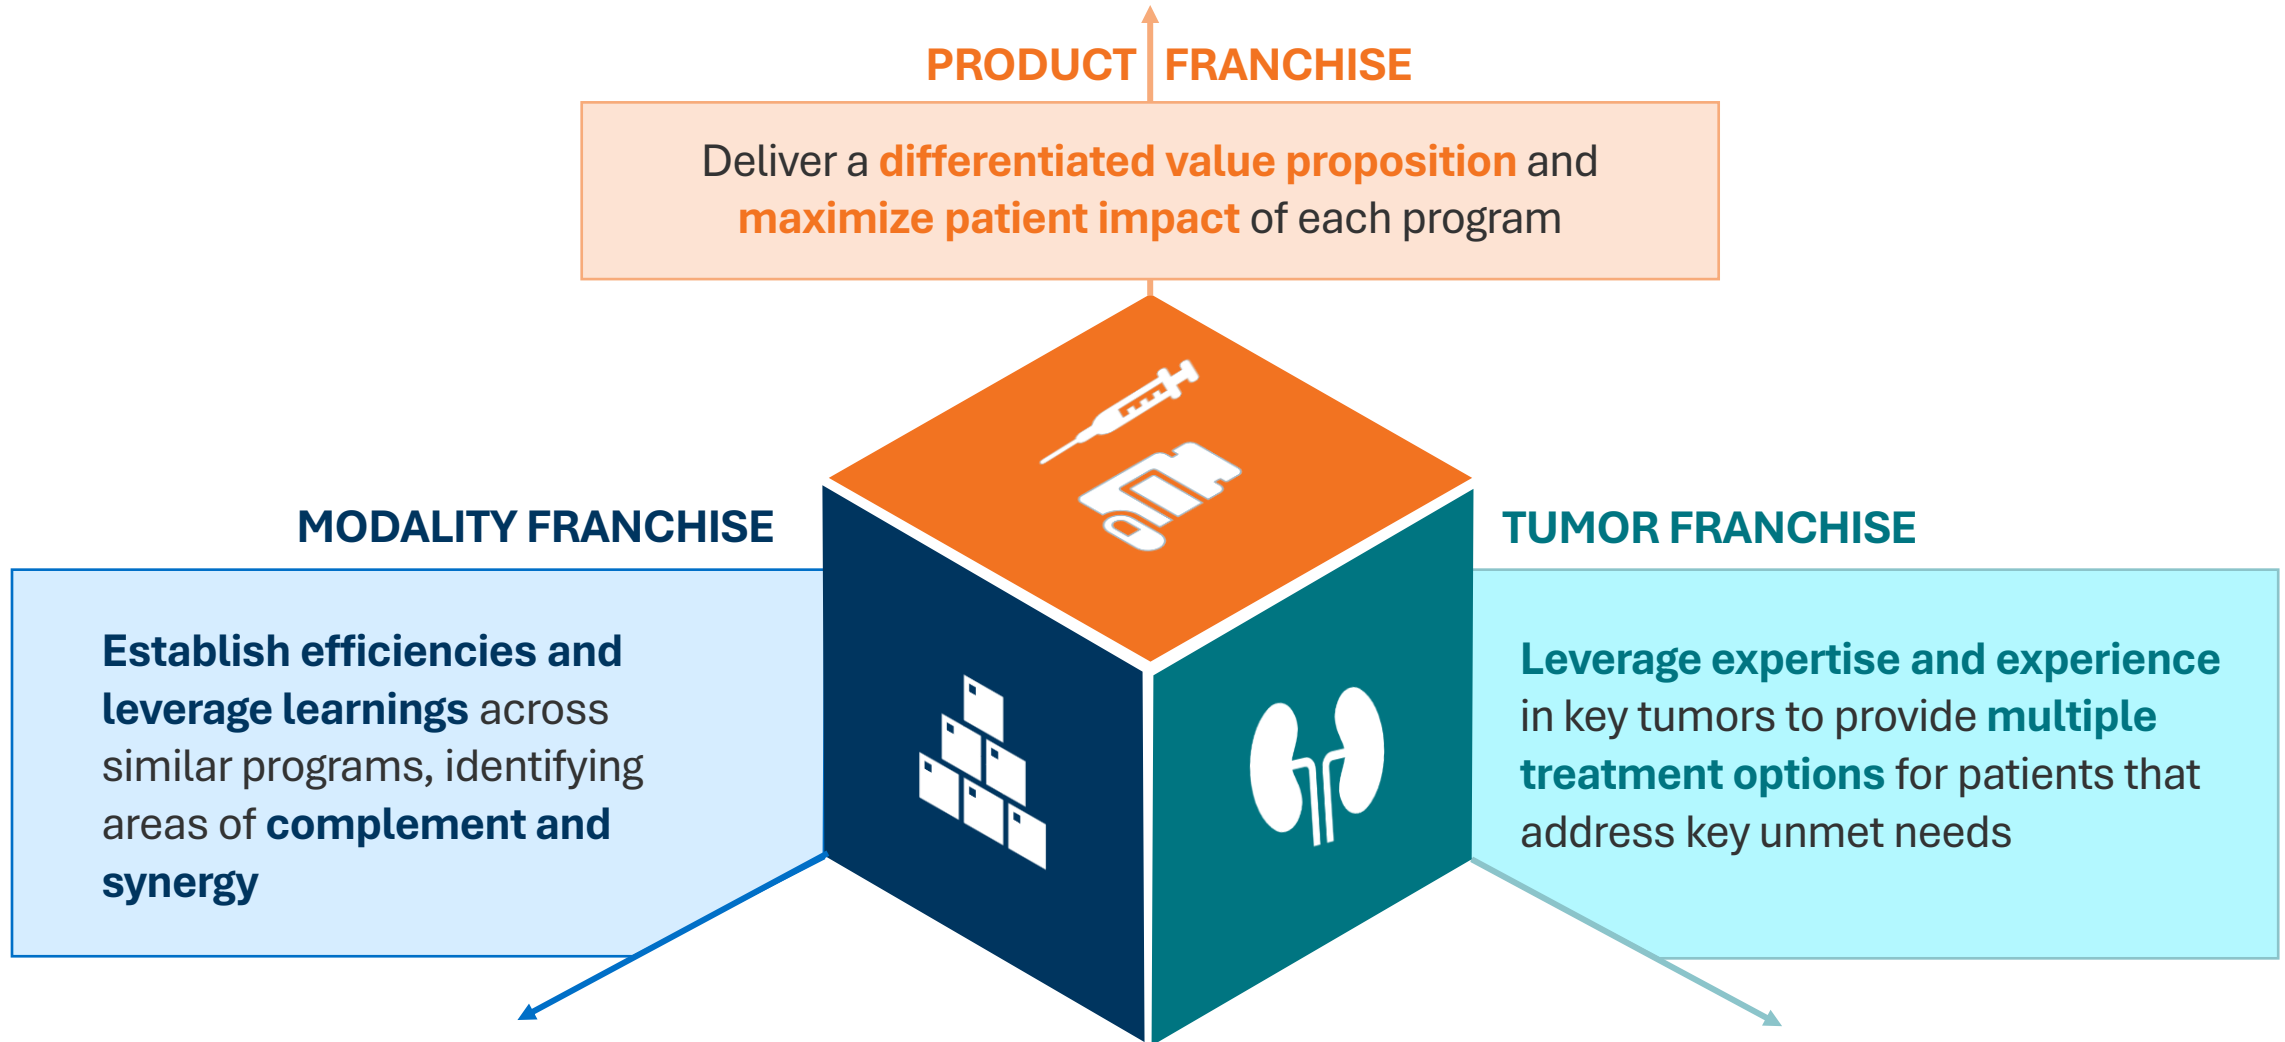 PRODUCT FRANCHISE
Deliver a differentiated value proposition and
maximize patient impact of each program
MODALITY FRANCHISE
Establish efficiencies and
leverage learnings across
similar programs, identifying
areas of complement and
synergy
TUMOR FRANCHISE
Leverage expertise and experience
in key tumors to provide multiple
treatment options for patients that
address key unmet needs